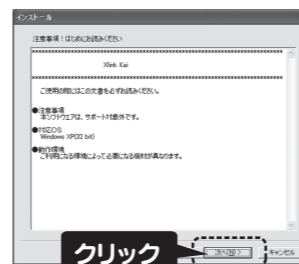 インストール
注意事項！はじめにお読みください
Xlink Kai
ご使用の際にはこの文書を必ずお読みください。
●注意事項
本ソフトウェアは、サポート対象外です。
●対応OS
Windows XP(32 bit)
●動作環境
ご利用になる環境によって必要になる機材が異なります。
クリック
次へ(N) >
キャンセル